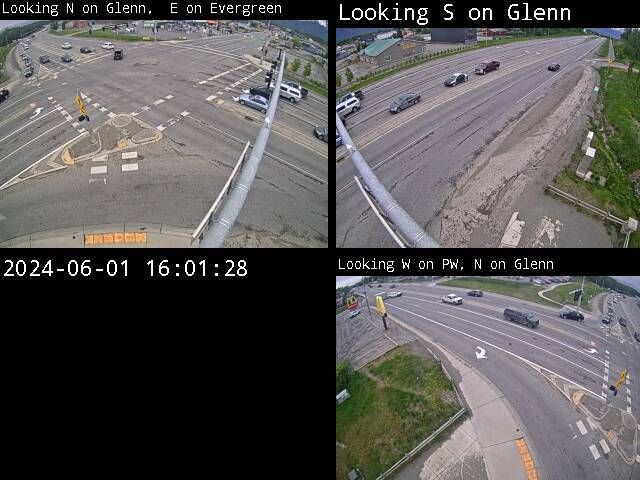 Looking N on Glenn,  E on Evergreen
Looking S on Glenn
2024-06-01 16:01:28
Looking W on PW, N on Glenn